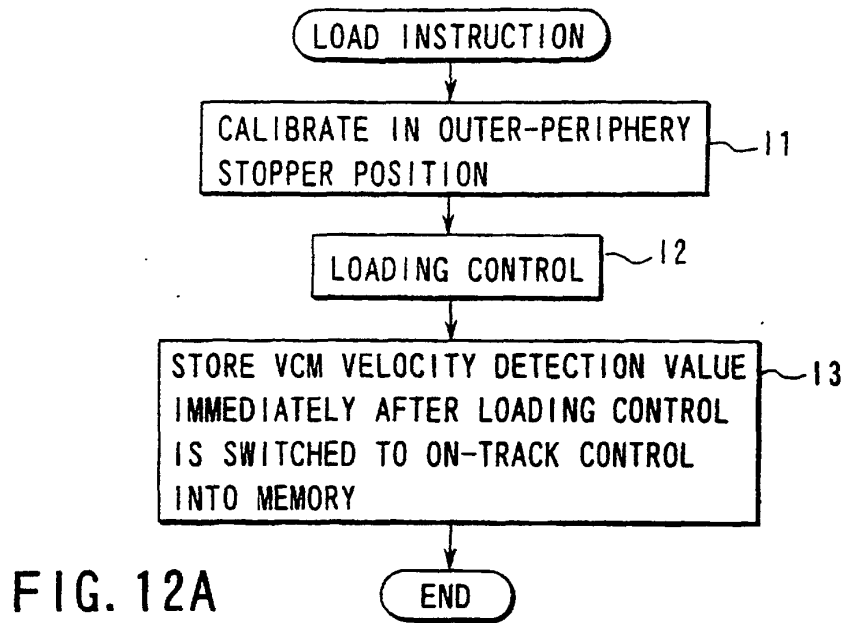 LOAD INSTRUCTION
CALIBRATE IN OUTER-PERIPHERY
STOPPER POSITION
11
LOADING CONTROL
12
STORE VCM VELOCITY DETECTION VALUE
IMMEDIATELY AFTER LOADING CONTROL
IS SWITCHED TO ON-TRACK CONTROL
INTO MEMORY
13
END
FIG. 12A